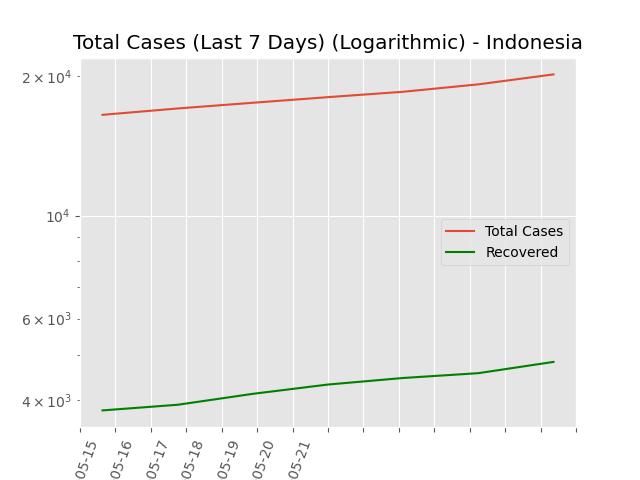 Total Cases (Last 7 Days) (Logarithmic) - Indonesia
2 × 10⁴
10⁴
6 × 10³
4 × 10³
Total Cases
Recovered
05-15
05-16
05-17
05-18
05-19
05-20
05-21